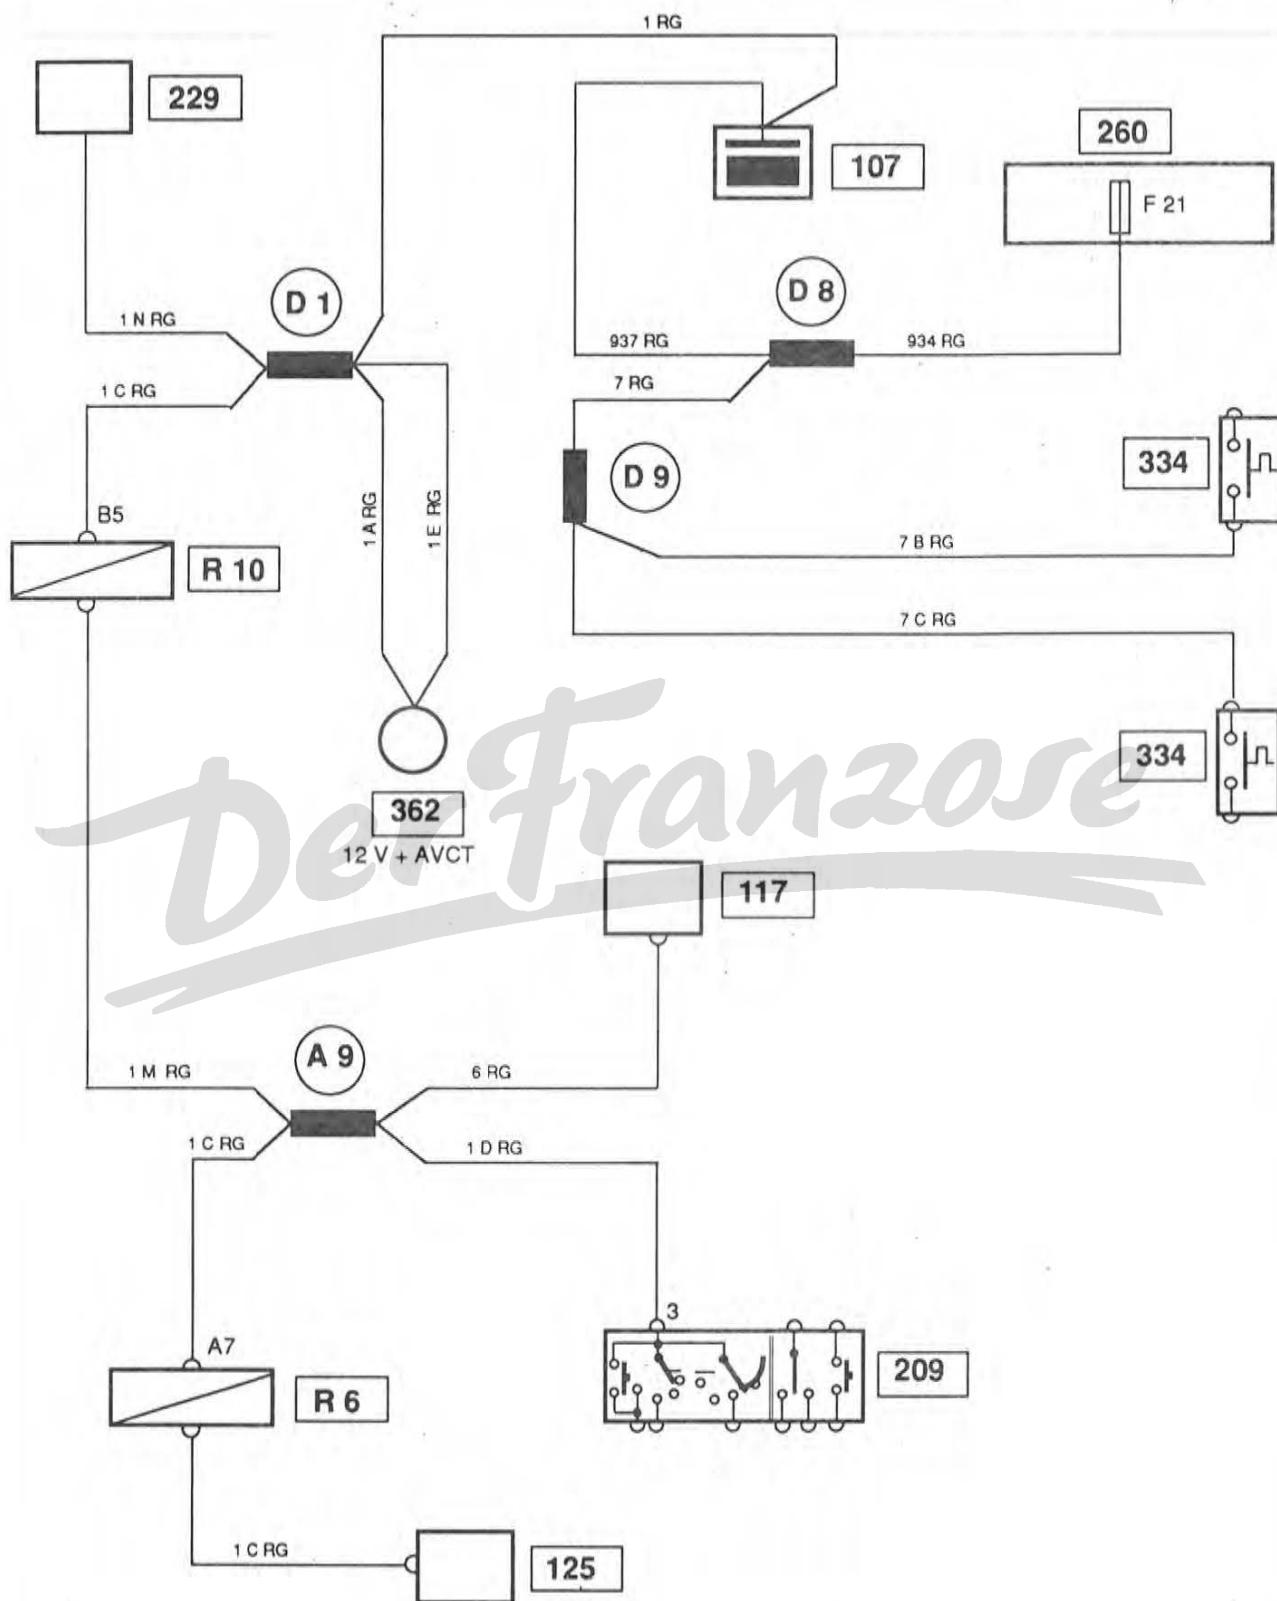 1 RG
229
260
107
F 21
D 1
D 8
1 N RG
937 RG
934 RG
1 C RG
7 RG
334
D 9
1 A RG
1 E RG
B5
7 B RG
R 10
7 C RG
334
Der Franzose
362
12 V + AVCT
117
A 9
1 M RG
6 RG
1 C RG
1 D RG
3
A7
209
R 6
1 C RG
125